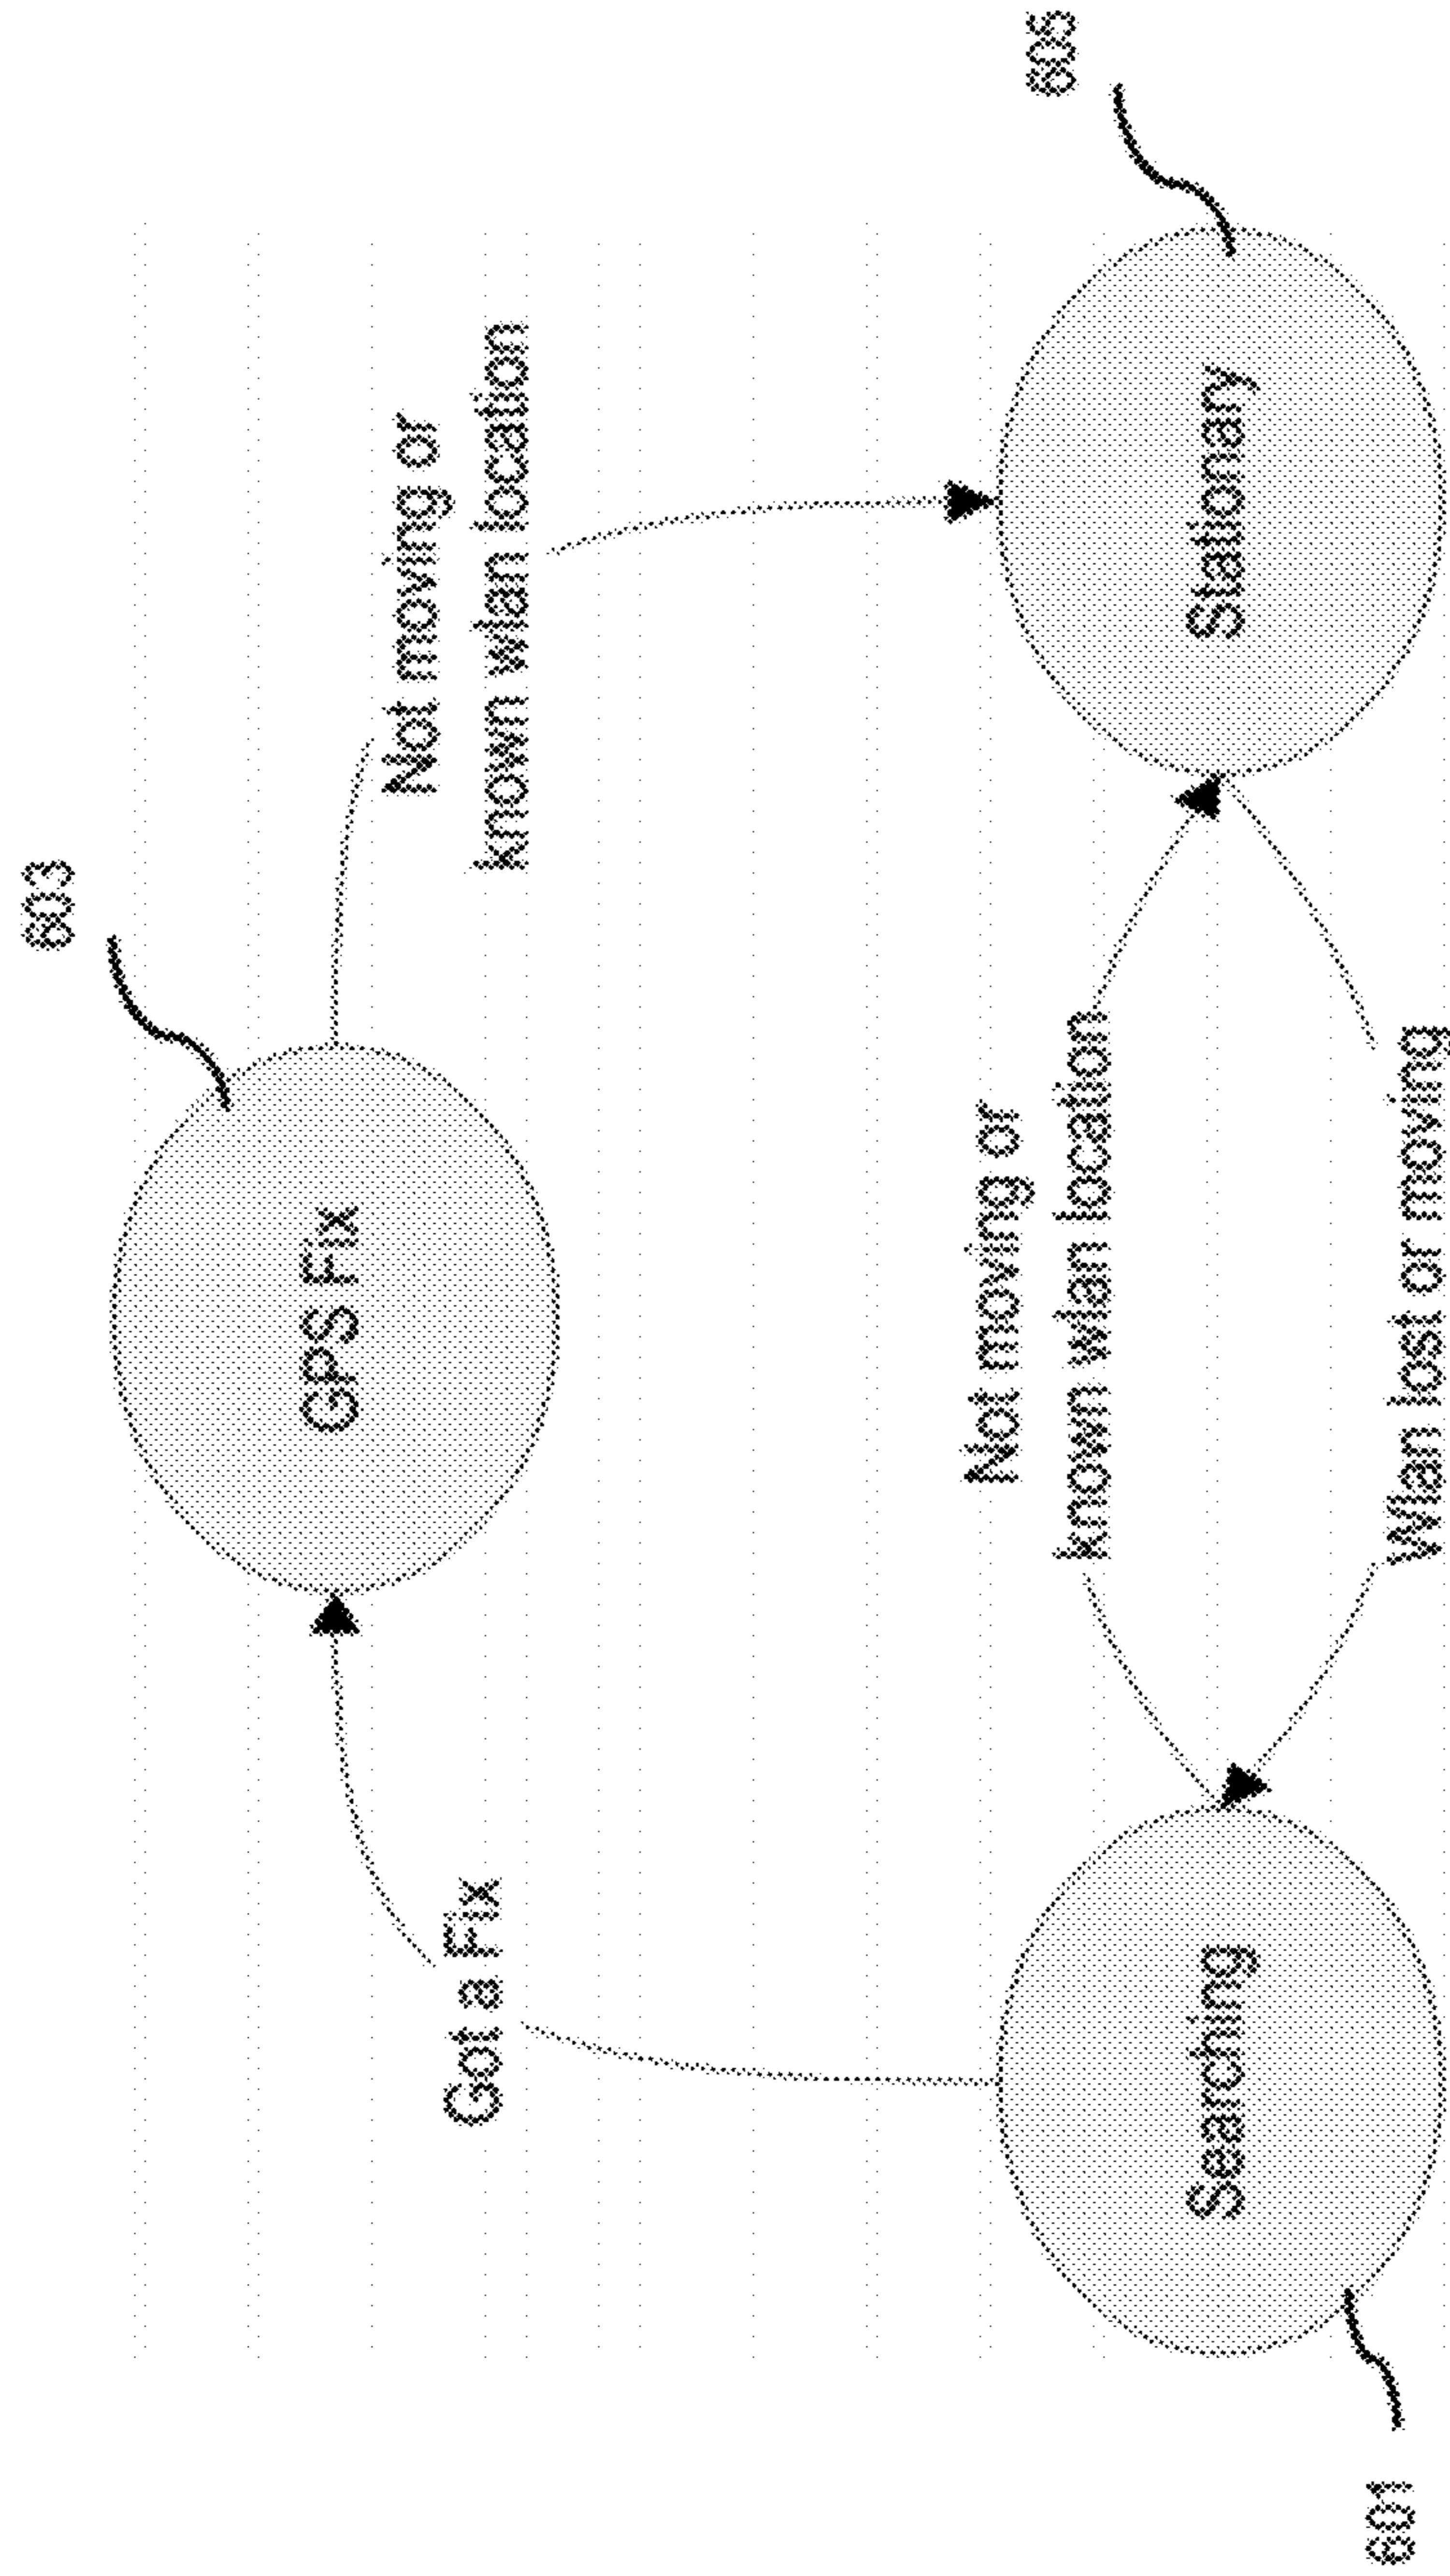 603
GPS Fix
Got a Fix
Not moving or
known wlan location
605
Not moving or
known wlan location
Searching
Stationary
Wlan lost or moving
601